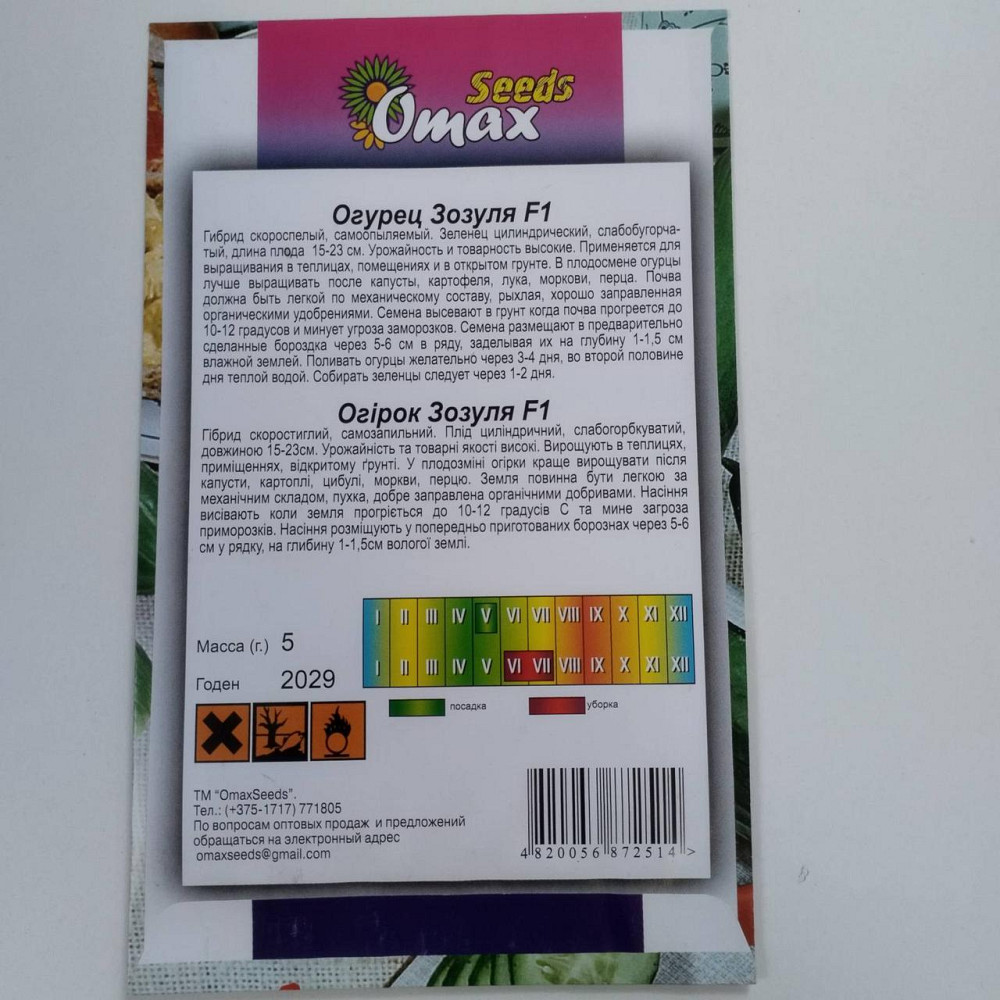 Seeds
Omax
Огурец Зозуля F1
Гибрид скороспелый, самоопыляемый. Зеленец цилиндрический, слабобугорча-
тый, длина плода 15-23 см. Урожайность и товарность высокие. Применяется для
выращивания в теплицах, помещениях и в открытом грунте. В плодосмене огурцы
лучше выращивать после капусты, картофеля, лука, моркови, перца. Почва
должна быть легкой по механическому составу, рыхлая, хорошо заправленная
органическими удобрениями. Семена высевают в грунт когда почва прогреется до
10-12 градусов и минует угроза заморозков. Семена размещают в предварительно
сделанные бороздка через 5-6 см в ряду, заделывая их на глубину 1-1,5 см
влажной землей. Поливать огурцы желательно через 3-4 дня, во второй половине
дня теплой водой. Собирать зеленцы следует через 1-2 дня.
Огірок Зозуля F1
Гібрид скоростиглий, самозапильний. Плід циліндричний, слабогорбкуватий,
довжиною 15-23см. Урожайність та товарні якості високі. Вирощують в теплицях,
приміщеннях, відкритому ґрунті. У плодозміні огірки краще вирощувати після
капусти, картоплі, цибулі, моркви, перцю. Земля повинна бути легкою за
механічним складом, пухка, добре заправлена органічними добривами. Насіння
висівають коли земля прогріється до 10-12 градусів С та мине загроза
приморозків. Насіння розміщують у попередньо приготованих борознах через 5-6
см у рядку, на глибину 1-1,5см вологої землі.
I II III IV V VI VII VIII IX X XI XII
Масса (г.) 5
I II III IV V VI VII VIII IX X XI XII
Годен 2029
посадка уборка
ТМ "OmaxSeeds".
Тел.: (+375-1717) 771805
По вопросам оптовых продаж и предложений
обращаться на электронный адрес
omaxseeds@gmail.com
4 820056 872514 >